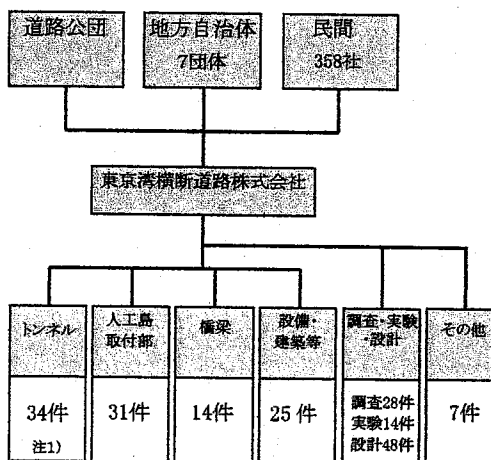 道路公団
地方自治体
7団体
民間
358社
東京湾横断道路株式会社
トンネル
34件
注1)
人工島
取付部
31件
橋梁
14件
設備・
建築等
25件
調査・実験
・設計
調査28件
実験14件
設計48件
その他
7件